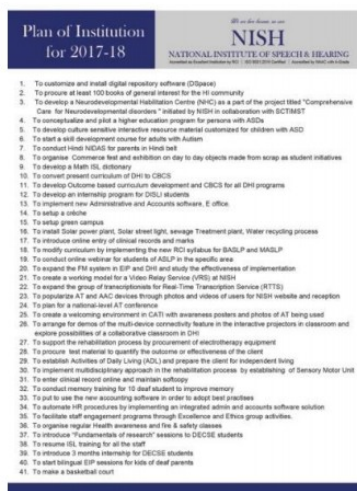 Plan of Institution
for 2017-18
NISH
NATIONAL INSTITUTE OF SPEECH & HEARING
1. To customize and install digital repository software (DSpace)
2. To procure at least 100 books of general interest for the HI community
3. To develop a Neurodevelopmental Habilitation Centre (NHC) as a part of the project titled "Comprehensive
Care for Neurodevelopmental disorders " initiated by NISH in collaboration with SCTIMST
4. To conceptualize and pilot a higher education program for persons with ASDs
5. To develop culture sensitive interactive resource material customized for children with ASD
6. To start a skill development course for adults with Autism
7. To conduct Hindi NIDAS for parents in Hindi belt
8. To organise Commerce fest and exhibition on day to day objects made from scrap as student initiatives
9. To develop a Math ISL dictionary
10. To convert present curriculum of DHI to CBCS
11. To develop Outcome based curriculum development and CBCS for all DHI programs
12. To develop an internship program for DISLI students
13. To implement new Administrative and Accounts software, E office.
14. To setup a crèche
15. To setup green campus
16. To install Solar power plant, Solar street light, sewage Treatment plant, Water recycling process
17. To introduce online entry of clinical records and marks
18. To modify curriculum by implementing the new RCI syllabus for BASLP and MASLP
19. To conduct online webinar for students of ASLP in the specific area
20. To expand the FM system in EIP and DHI and study the effectiveness of implementation
21. To create a working model for a Video Relay Service (VRS) at NISH
22. To expand the group of transcriptionists for Real-Time Transcription Service (RTTS)
23. To popularize AT and AAC devices through photos and videos of users for NISH website and reception
24. To plan for a national-level AT conference
25. To create a welcoming environment in CATI with awareness posters and photos of AT being used
26. To arrange for demos of the multi-device connectivity feature in the interactive projectors in classroom and
explore possibilities of a collaborative classroom in DHI
27. To support the rehabilitation process by procurement of electrotherapy equipment
28. To procure test material to quantify the outcome or effectiveness of the client
29. To establish Activities of Daily Living (ADL) and prepare the client for independent living
30. To implement multidisciplinary approach in the rehabilitation process by establishing of Sensory Motor Unit
31. To enter clinical record online and maintain softcopy
32. To conduct memory training for 10 deaf student to improve memory
33. To put to use the new accounting software in order to adopt best practises
34. To automate HR procedures by implementing an integrated admin and accounts software solution
35. To facilitate staff engagement programs through Excellence and Ethics group activities.
36. To organise regular Health awareness and fire & safety classes
37. To introduce "Fundamentals of research" sessions to DECSE students
38. To resume ISL training for all the staff
39. To introduce 3 months internship for DECSE students
40. To start bilingual EIP sessions for kids of deaf parents
41. To make a basketball court